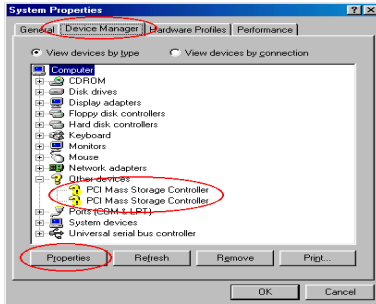 System Properties
General Device Manager Hardware Profiles Performance
View devices by type View devices by connection
Computer
CDROM
Disk drives
Display adapters
Floppy disk controllers
Hard disk controllers
Keyboard
Monitors
Mouse
Network adapters
Other devices
PCI Mass Storage Controller
PCI Mass Storage Controller
Ports (COM & LPT)
System devices
Universal serial bus controller
Properties Refresh Remove Print...
OK Cancel